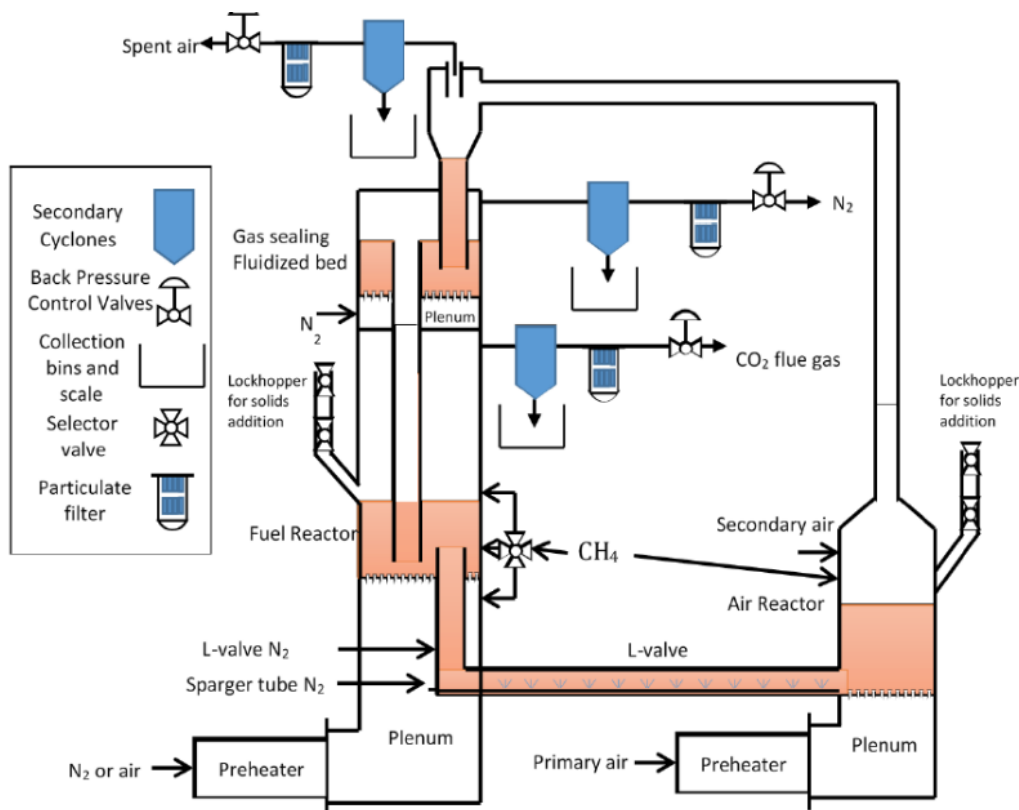 Spent air
Secondary
Cyclones
Back Pressure
Control Valves
Collection
bins and
scale
Selector
valve
Particulate
filter
Gas sealing
Fluidized bed
N2
Plenum
N₂
CO₂ flue gas
Lockhopper
for solids
addition
Lockhopper
for solids
addition
Fuel Reactor
CH₄
Secondary air
Air Reactor
L-valve N₂
L-valve
Sparger tube N₂
Plenum
Plenum
N₂ or air
Preheater
Primary air
Preheater